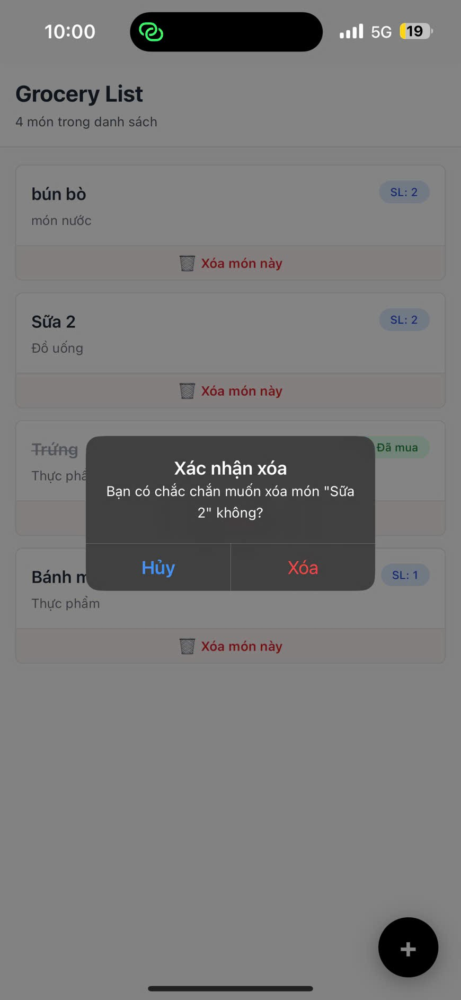 10:00
5G
19
Grocery List
4 món trong danh sách
bún bò
SL: 2
món nước
Xóa món này
Sữa 2
SL: 2
Đồ uống
Xóa món này
Trứng
Đã mua
Thực
Xác nhận xóa
Bạn có chắc chắn muốn xóa món "Sữa
2" không?
Hủy
Xóa
Bánh
SL: 1
Thực phẩm
Xóa món này
+